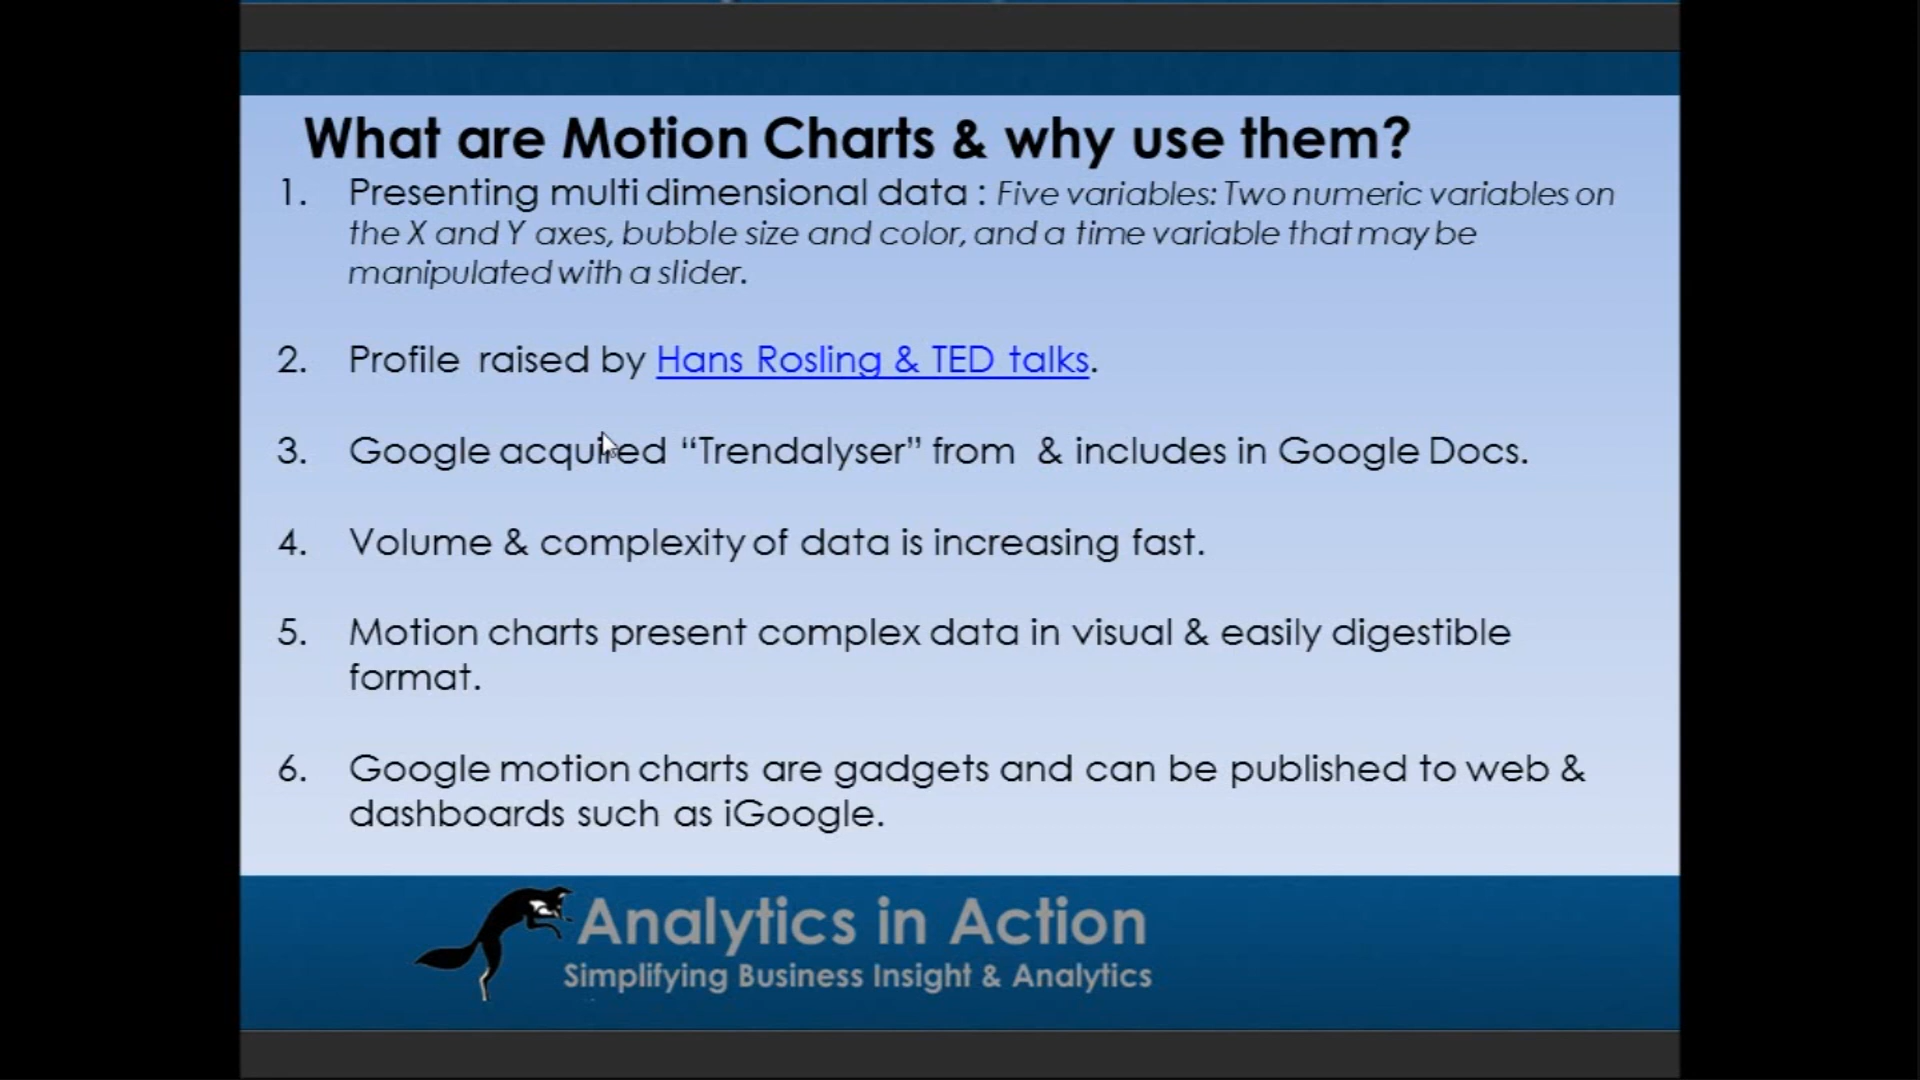 What are Motion Charts & why use them?
1. Presenting multi dimensional data : Five variables: Two numeric variables on
the X and Y axes, bubble size and color, and a time variable that may be
manipulated with a slider.
2. Profile raised by Hans Rosling & TED talks.
3. Google acquired “Trendalyser” from & includes in Google Docs.
4. Volume & complexity of data is increasing fast.
5. Motion charts present complex data in visual & easily digestible
format.
6. Google motion charts are gadgets and can be published to web &
dashboards such as iGoogle.
Analytics in Action
Simplifying Business Insight & Analytics